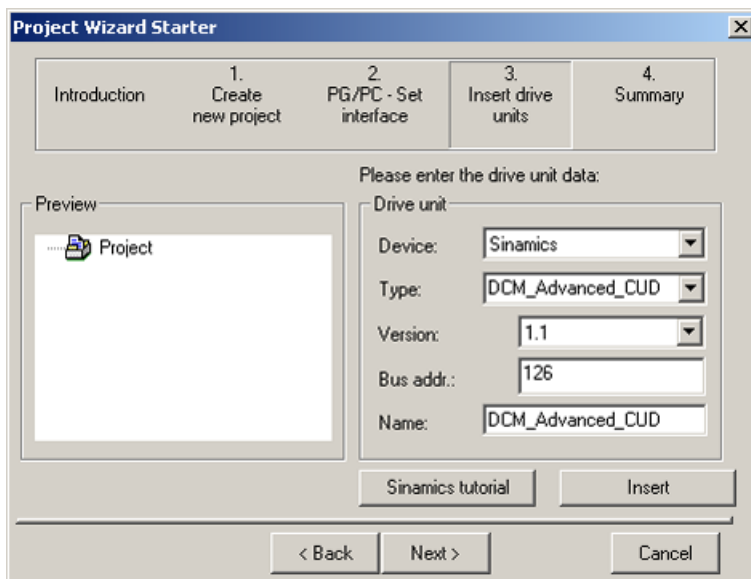 Project Wizard Starter
Introduction
1.
Create
new project
2.
PG/PC - Set
interface
3.
Insert drive
units
4.
Summary
Please enter the drive unit data:
Preview
Project
Drive unit
Device: Sinamics
Type: DCM_Advanced_CUD
Version: 1.1
Bus addr.: 126
Name: DCM_Advanced_CUD
Sinamics tutorial
Insert
< Back
Next >
Cancel